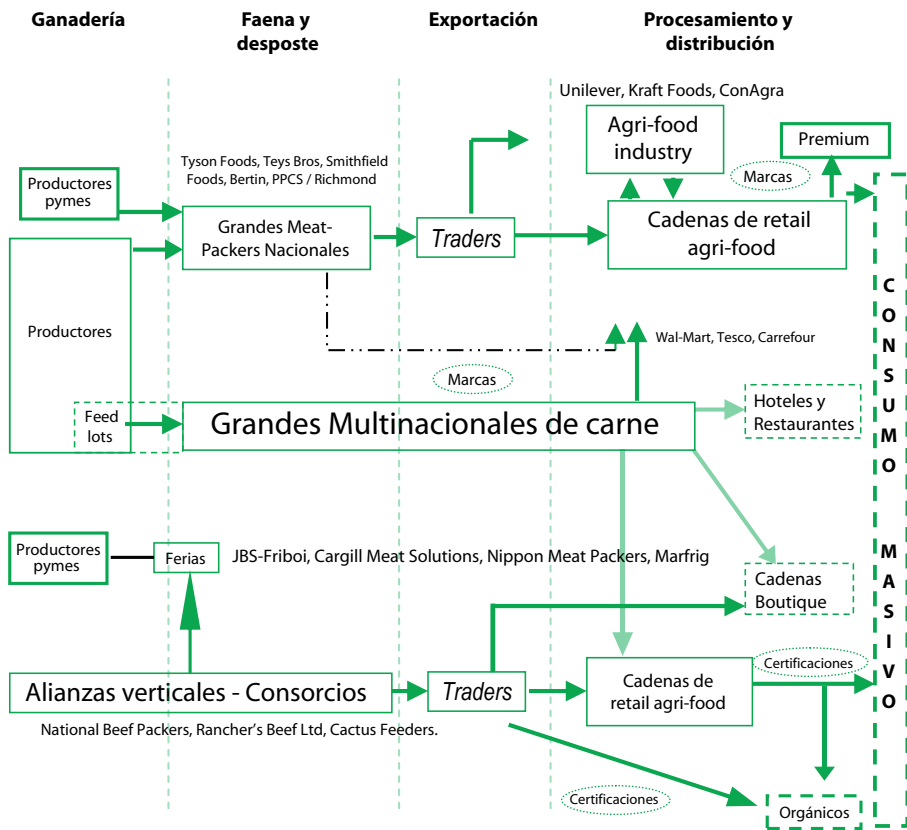 Ganadería
Faena y
desposte
Exportación
Procesamiento y
distribución
Unilever, Kraft Foods, ConAgra
Agri-food
industry
Premium
Marcas
Tyson Foods, Teys Bros, Smithfield
Foods, Bertin, PPCS / Richmond
Productores
pymes
Grandes Meat-
Packers Nacionales
Traders
Cadenas de retail
agri-food
Productores
Wal-Mart, Tesco, Carrefour
Marcas
Feed
lots
Grandes Multinacionales de carne
Hoteles y
Restaurantes
CONSUMO MASIVO
Productores
pymes
Ferias
JBS-Friboi, Cargill Meat Solutions, Nippon Meat Packers, Marfrig
Cadenas
Boutique
Alianzas verticales - Consorcios
Traders
Cadenas de
retail agri-food
Certificaciones
National Beef Packers, Rancher's Beef Ltd, Cactus Feeders.
Certificaciones
Orgánicos